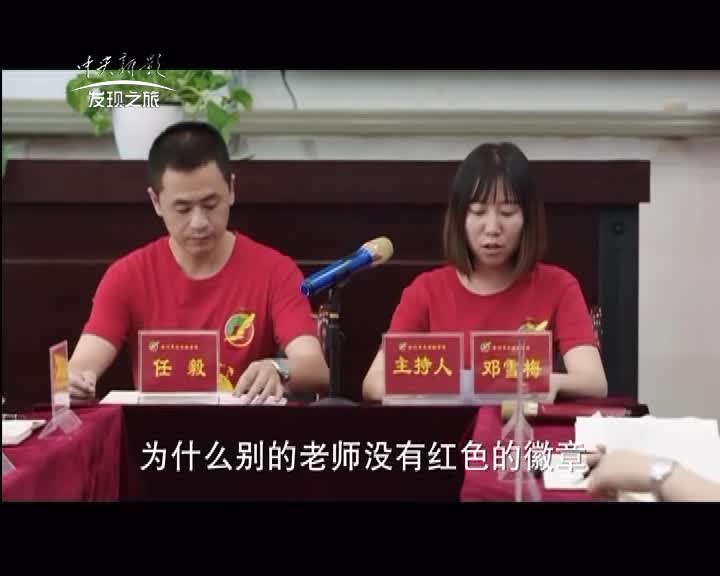 中央新影
发现之旅
任 毅
主持人
邓雪梅
为什么别的老师没有红色的徽章